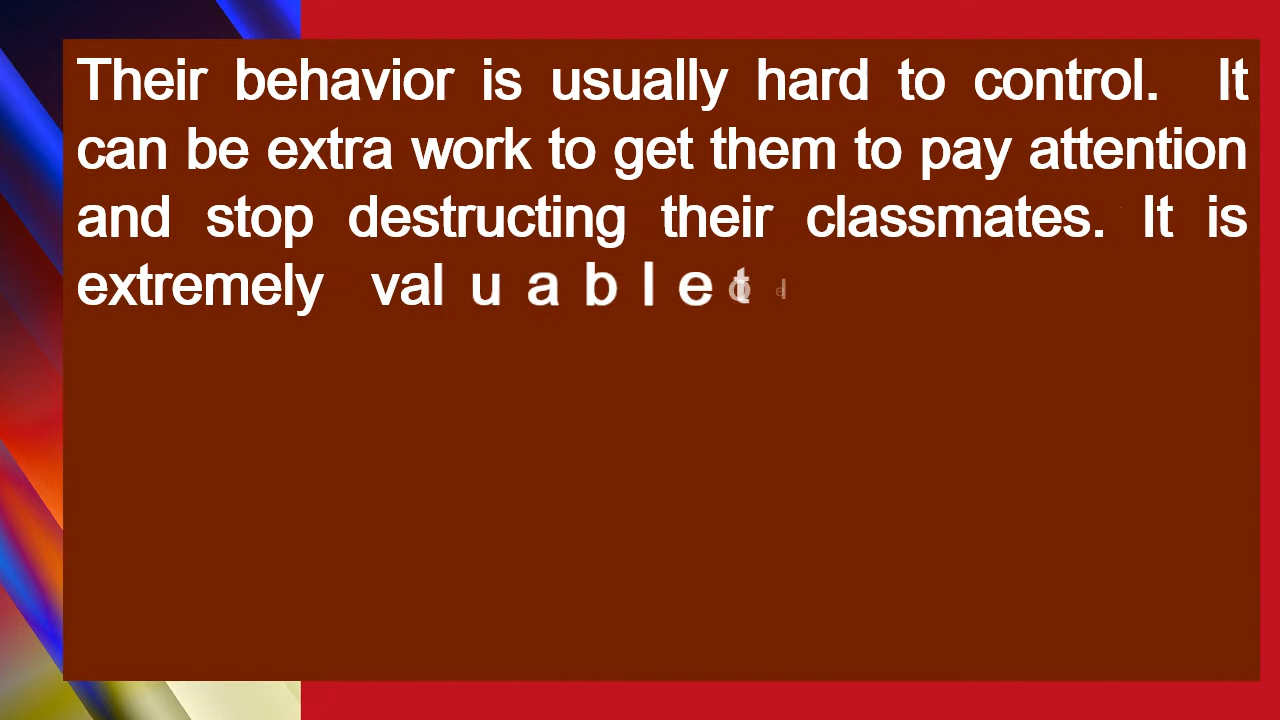 Their behavior is usually hard to control. It
can be extra work to get them to pay attention
and stop destructing their classmates. It is
extremely valuable